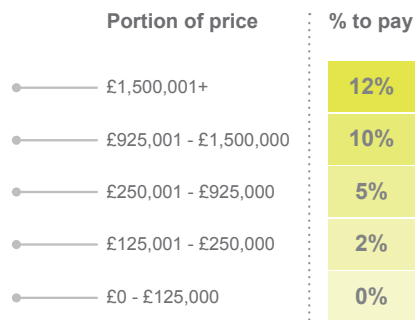 Portion of price % to pay
£1,500,001+ 12%
£925,001 - £1,500,000 10%
£250,001 - £925,000 5%
£125,001 - £250,000 2%
£0 - £125,000 0%